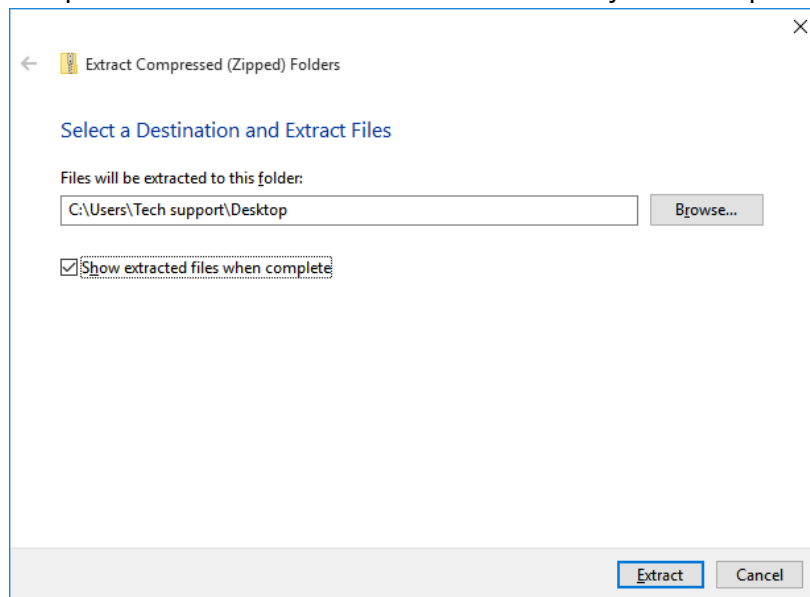 Extract Compressed (Zipped) Folders
Select a Destination and Extract Files
Files will be extracted to this folder:
C:\Users\Tech support\Desktop
Browse...
Show extracted files when complete
Extract
Cancel